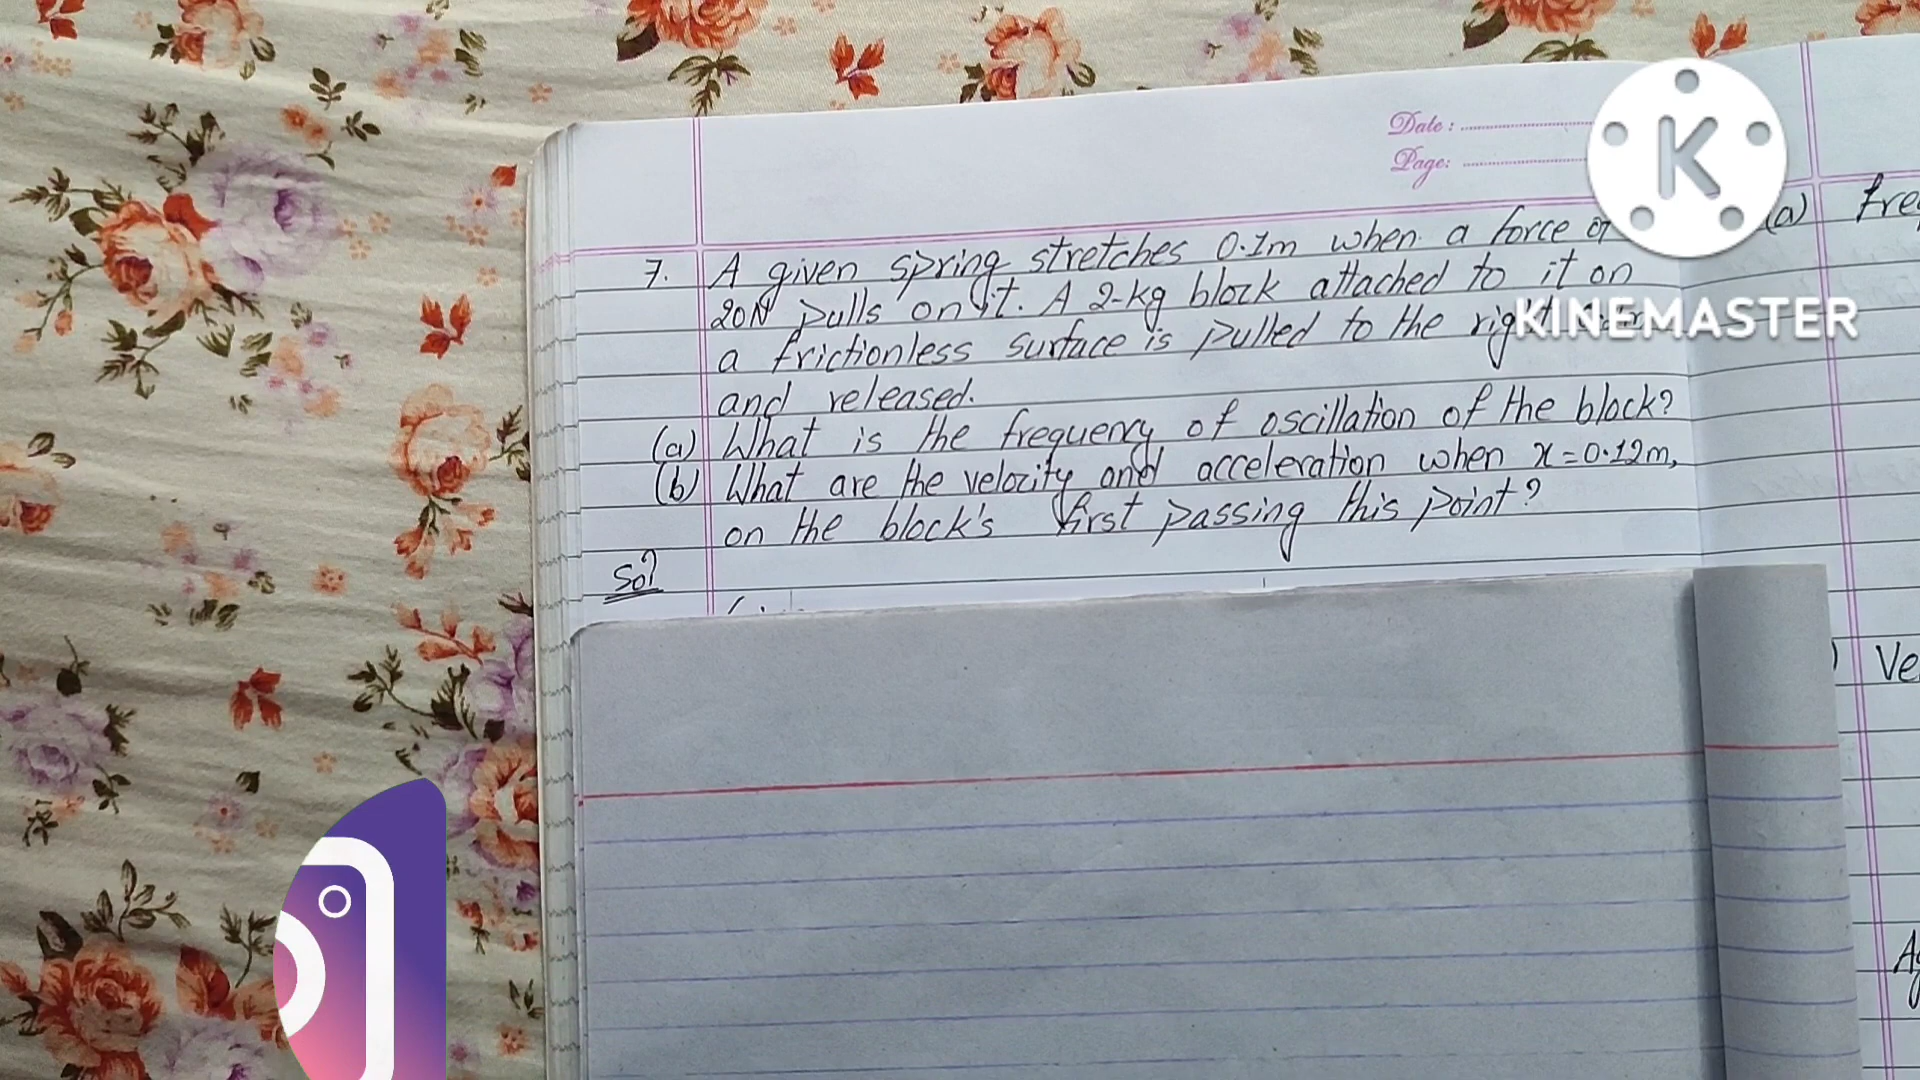 Date :
Page:
(a) Fre
7. A given spring stretches 0.1m when a force of
20N pulls on it. A 2-kg block attached to it on
a frictionless surface is pulled to the right
and released.
(a) What is the frequency of oscillation of the block?
(b) What are the velocity and acceleration when x=0.12m,
on the block's first passing this point?
Sol
Ve
K
KINEMASTER